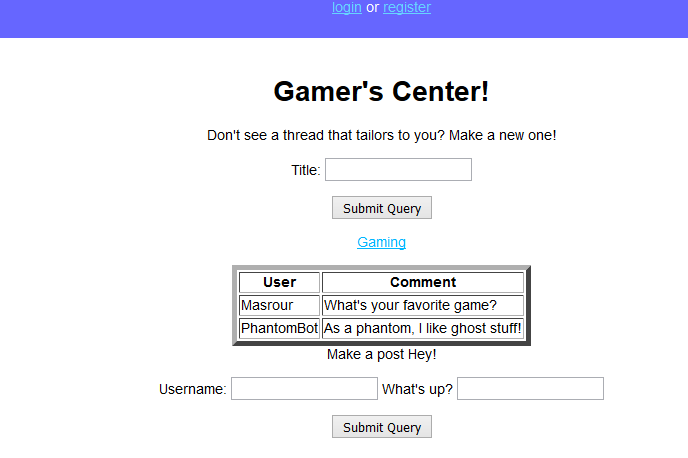 login or register
Gamer's Center!
Don't see a thread that tailors to you? Make a new one!
Title:
Submit Query
Gaming
User Comment
Masrour What's your favorite game?
PhantomBot As a phantom, I like ghost stuff!
Make a post Hey!
Username: What's up?
Submit Query